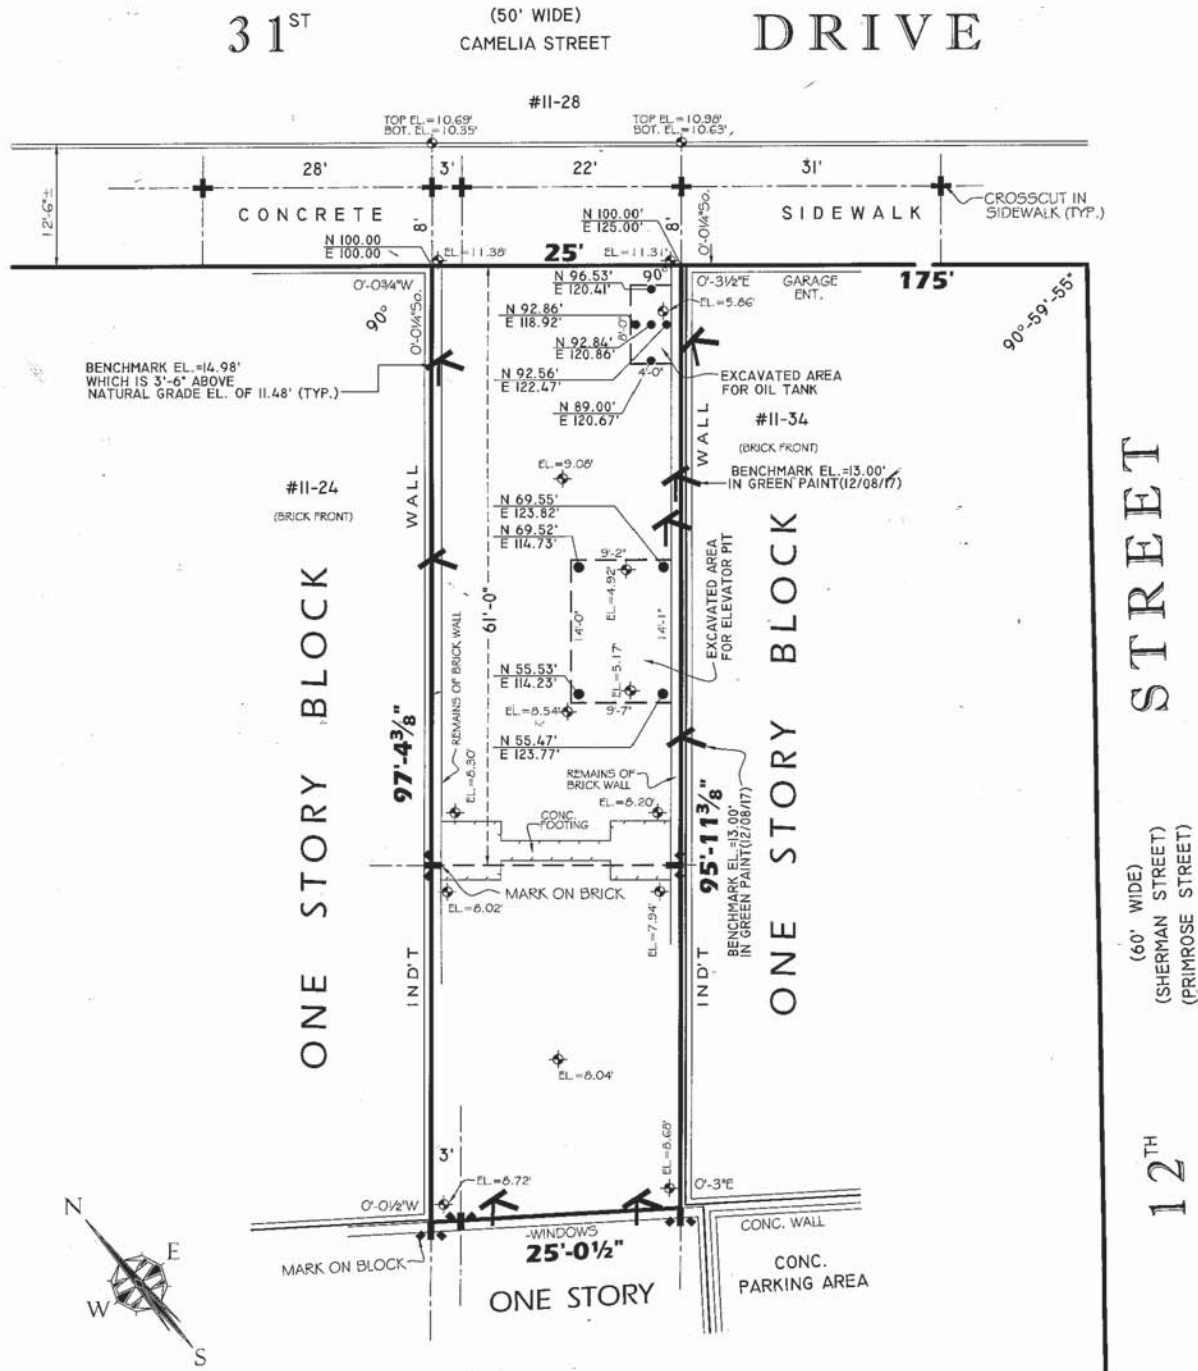 31ST
(50' WIDE)
CAMELIA STREET
DRIVE
#11-28
TOP EL.=10.69'
BOT. EL.=10.35'
TOP EL.=10.98'
BOT. EL.=10.63'
12'-6"±
28'
3'
22'
31'
CONCRETE
8'
8'
SIDEWALK
CROSSCUT IN
SIDEWALK (TYP.)
N 100.00
E 100.00
N 100.00'
E 125.00'
0'-0¼"So.
EL=11.38'
25'
EL=11.31'
175'
90°-59'-55"
0'-0¾"W
90°
0'-0¼"So.
N 96.53'
E 120.41'
90°
0'-3½"E
GARAGE
ENT.
EL.=5.86'
N 92.86'
E 118.92'
8'-0"
N 92.84'
E 120.86'
N 92.56'
E 122.47'
4'-0"
N 89.00'
E 120.67'
EXCAVATED AREA
FOR OIL TANK
BENCHMARK EL.=14.98'
WHICH IS 3'-6" ABOVE
NATURAL GRADE EL. OF 11.48' (TYP.)
#11-34
(BRICK FRONT)
WALL
WALL
BENCHMARK EL.=13.00'
IN GREEN PAINT(12/08/17)
#11-24
(BRICK FRONT)
EL.=9.08'
N 69.55'
E 123.82'
N 69.52'
E 114.73'
9'-2"
EL.=4.92'
14'-0"
14'-1"
61'-0"
EXCAVATED AREA
FOR ELEVATOR PIT
EL.=5.17'
N 55.53'
E 114.23'
EL.=8.54'
9'-7"
N 55.47'
E 123.77'
REMAINS OF BRICK WALL
REMAINS OF
BRICK WALL
97'-4⅜"
95'-11⅜"
EL.=8.30'
EL.=8.20'
CONC.
FOOTING
BENCHMARK EL.=13.00'
IN GREEN PAINT(12/08/17)
MARK ON BRICK
EL.=8.02'
EL.=7.94'
ONE STORY BLOCK
ONE STORY BLOCK
IND'T
IND'T
EL.=8.04'
3'
EL.=8.72'
EL.=8.68'
0'-0½"W
0'-3"E
WINDOWS
25'-0½"
CONC. WALL
MARK ON BLOCK
ONE STORY
CONC.
PARKING AREA
N
E
W
S
12TH
STREET
(60' WIDE)
(SHERMAN STREET)
(PRIMROSE STREET)